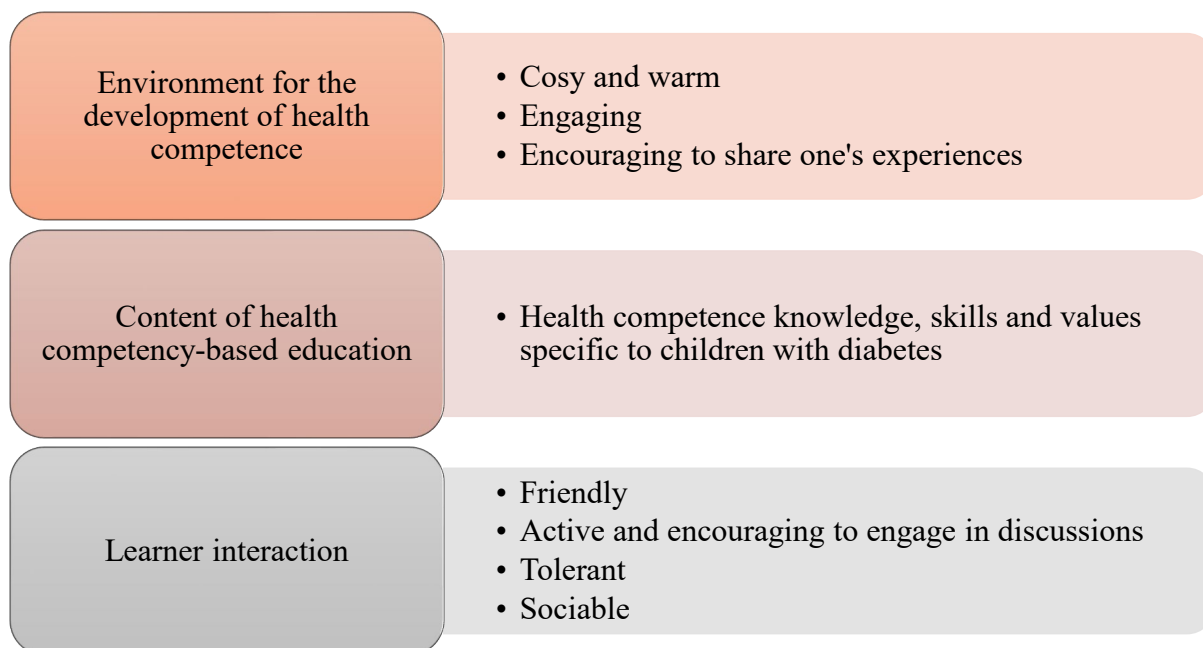 Environment for the
development of health
competence
• Cosy and warm
• Engaging
• Encouraging to share one's experiences
Content of health
competency-based education
• Health competence knowledge, skills and values
specific to children with diabetes
Learner interaction
• Friendly
• Active and encouraging to engage in discussions
• Tolerant
• Sociable